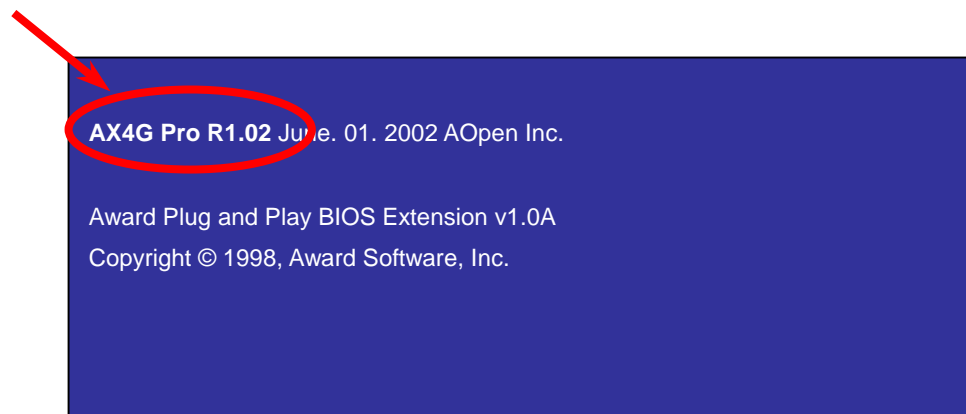 AX4G Pro R1.02 June. 01. 2002 AOpen Inc.
Award Plug and Play BIOS Extension v1.0A
Copyright © 1998, Award Software, Inc.